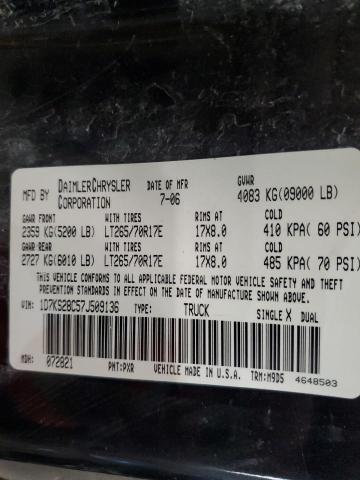 MFD BY DAIMLERCHRYSLER CORPORATION DATE OF MFR 7-06 GVWR 4083 KG(09000 LB)
GAWR FRONT WITH TIRES RIMS AT COLD
2359 KG(5200 LB) LT265/70R17E 17X8.0 410 KPA( 60 PSI
GAWR REAR WITH TIRES RIMS AT COLD
2727 KG(6010 LB) LT265/70R17E 17X8.0 485 KPA( 70 PSI
THIS VEHICLE CONFORMS TO ALL APPLICABLE FEDERAL MOTOR VEHICLE SAFETY, BUMPER, AND THEFT
PREVENTION STANDARDS IN EFFECT ON THE DATE OF MANUFACTURE SHOWN ABOVE.
VIN: 1D7KS28C57J509136 TYPE: TRUCK SINGLE X DUAL
MDH: 072821 PNT:PXR VEHICLE MADE IN U.S.A. TRM:M9D5 4648503